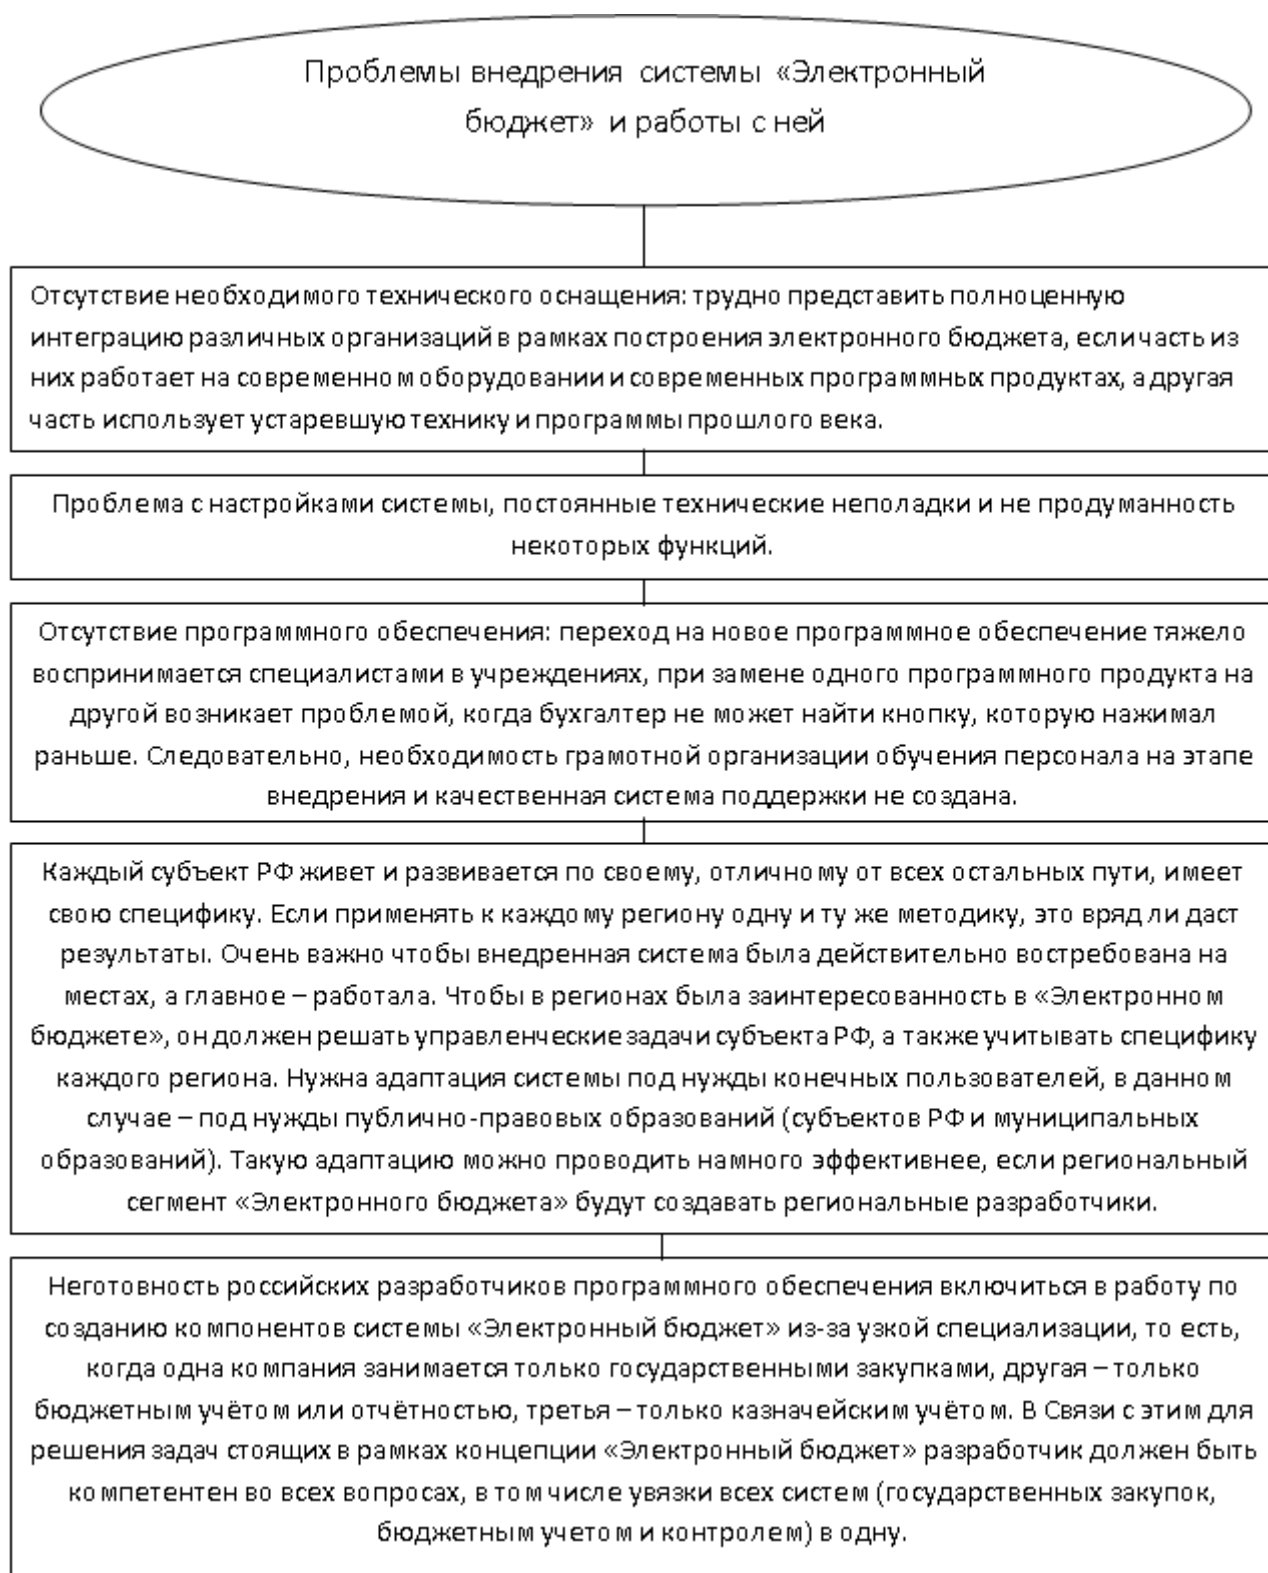 Проблемы внедрения системы «Электронный
бюджет» и работы с ней
Отсутствие необходимого технического оснащения: трудно представить полноценную
интеграцию различных организаций в рамках построения электронного бюджета, если часть из
них работает на современном оборудовании и современных программных продуктах, а другая
часть использует устаревшую технику и программы прошлого века.
Проблема с настройками системы, постоянные технические неполадки и не продуманность
некоторых функций.
Отсутствие программного обеспечения: переход на новое программное обеспечение тяжело
воспринимается специалистами в учреждениях, при замене одного программного продукта на
другой возникает проблемой, когда бухгалтер не может найти кнопку, которую нажимал
раньше. Следовательно, необходимость грамотной организации обучения персонала на этапе
внедрения и качественная система поддержки не создана.
Каждый субъект РФ живет и развивается по своему, отличному от всех остальных пути, имеет
свою специфику. Если применять к каждому региону одну и ту же методику, это вряд ли даст
результаты. Очень важно чтобы внедренная система была действительно востребована на
местах, а главное – работала. Чтобы в регионах была заинтересованность в «Электронном
бюджете», он должен решать управленческие задачи субъекта РФ, а также учитывать специфику
каждого региона. Нужна адаптация системы под нужды конечных пользователей, в данном
случае – под нужды публично-правовых образований (субъектов РФ и муниципальных
образований). Такую адаптацию можно проводить намного эффективнее, если региональный
сегмент «Электронного бюджета» будут создавать региональные разработчики.
Неготовность российских разработчиков программного обеспечения включиться в работу по
созданию компонентов системы «Электронный бюджет» из-за узкой специализации, то есть,
когда одна компания занимается только государственными закупками, другая – только
бюджетным учётом или отчётностью, третья – только казначейским учётом. В Связи с этим для
решения задач стоящих в рамках концепции «Электронный бюджет» разработчик должен быть
компетентен во всех вопросах, в том числе увязки всех систем (государственных закупок,
бюджетным учетом и контролем) в одну.